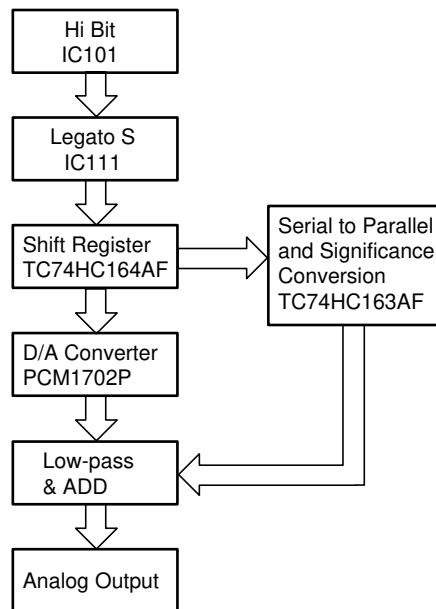 Hi Bit
IC101
Legato S
IC111
Shift Register
TC74HC164AF
Serial to Parallel
and Significance
Conversion
TC74HC163AF
D/A Converter
PCM1702P
Low-pass
& ADD
Analog Output